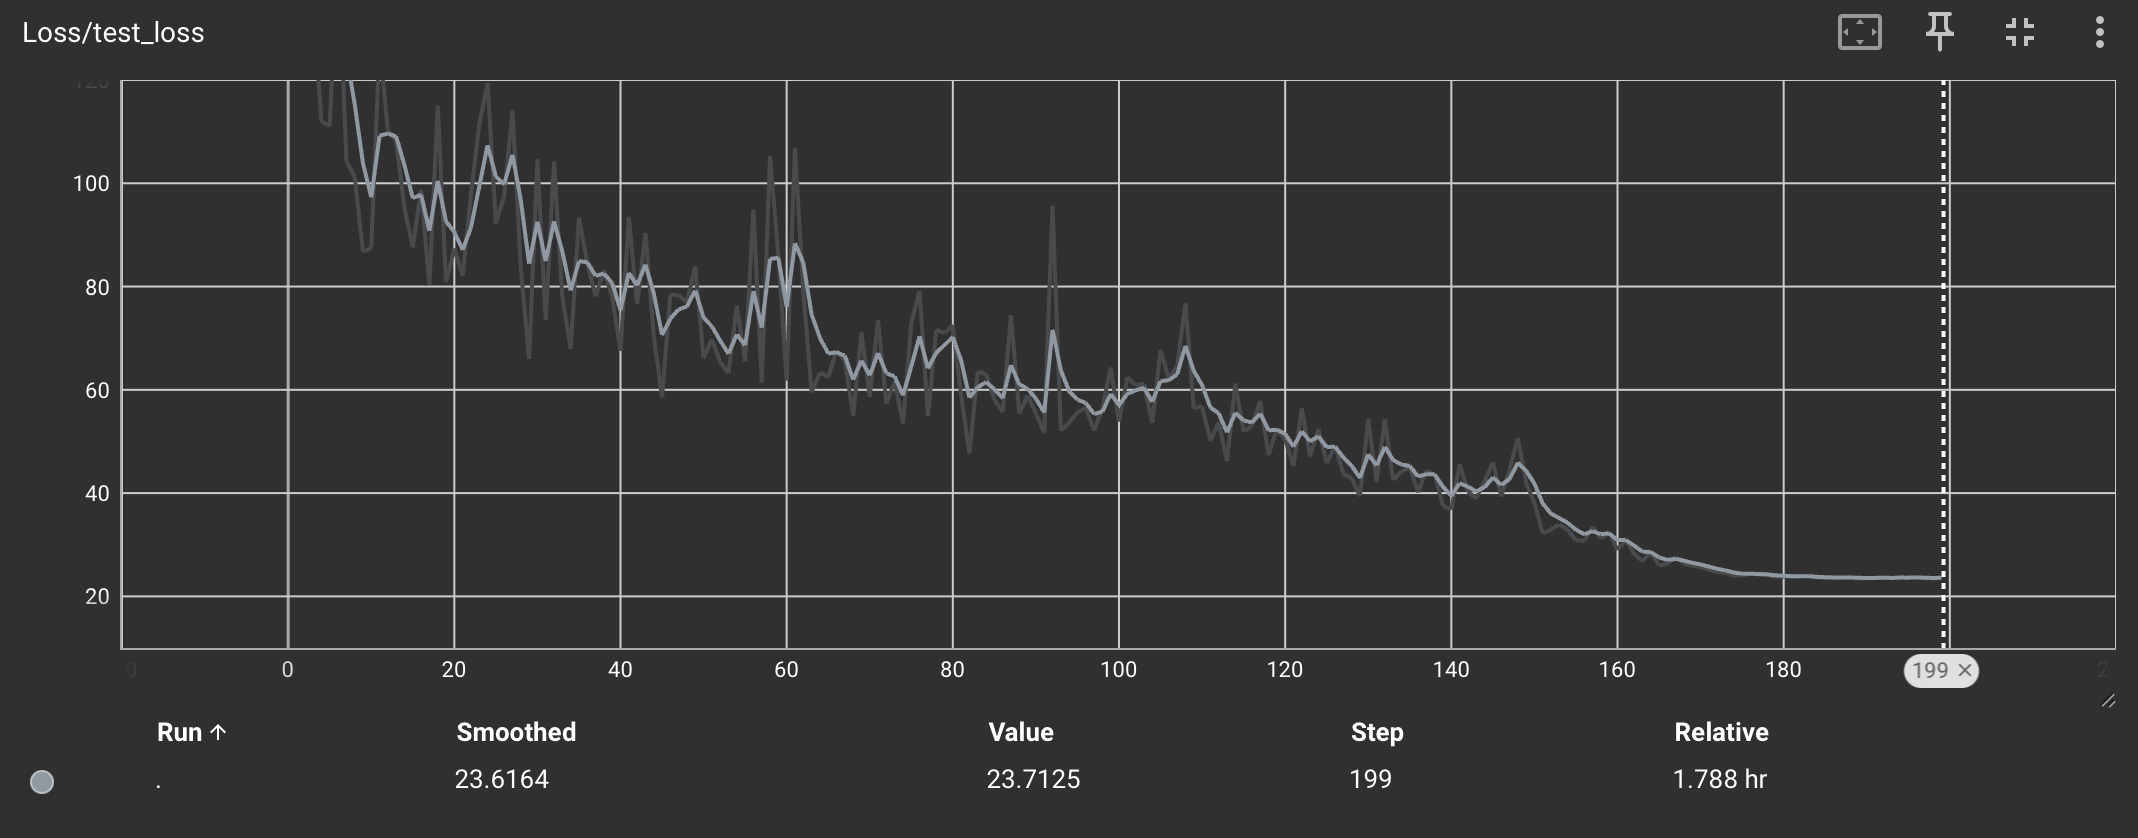 Loss/test_loss
120
100
80
60
40
20
0 20 40 60 80 100 120 140 160 180 199 ×
Run ↑ Smoothed Value Step Relative
. 23.6164 23.7125 199 1.788 hr